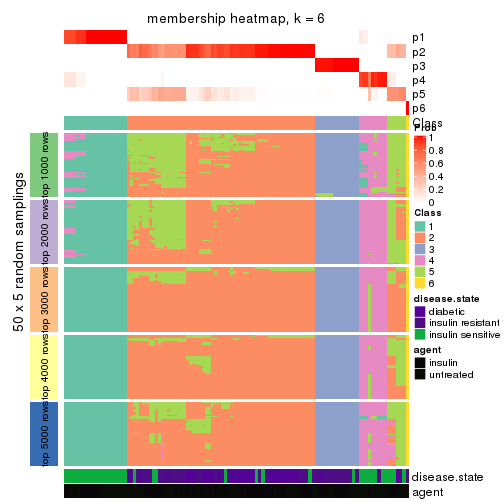 membership heatmap, k = 6
p1
p2
p3
p4
p5
p6
Class
Prob
1
0.8
0.6
0.4
0.2
0
Class
1
2
3
4
5
6
disease.state
diabetic
insulin resistant
insulin sensitive
agent
insulin
untreated
50 x 5 random samplings
top 1000 rows
top 2000 rows
top 3000 rows
top 4000 rows
top 5000 rows
disease.state
agent